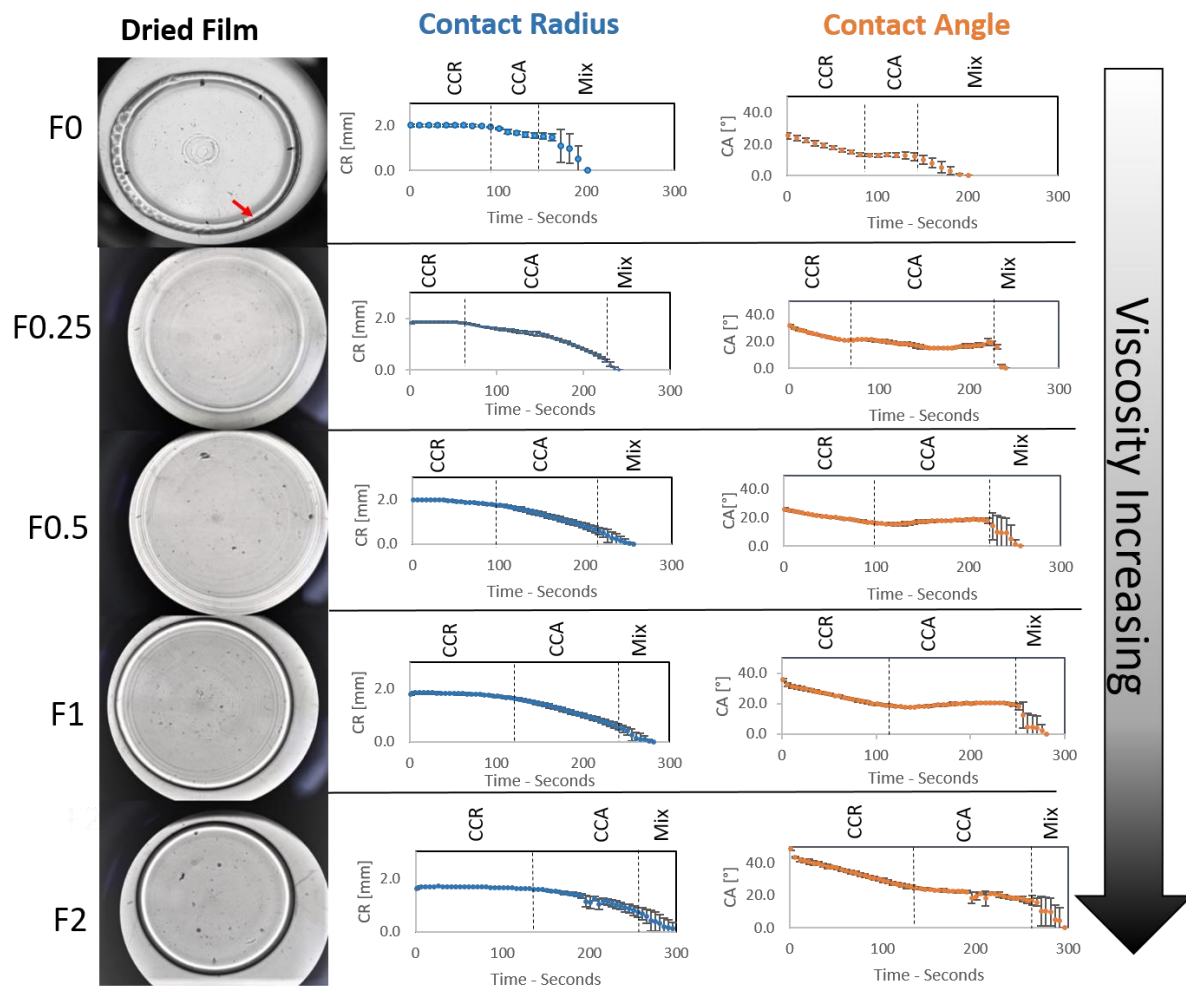 Dried Film
Contact Radius
Contact Angle
F0
CCR
CCA
Mix
CR [mm]
2.0
0.0
0
100
200
300
Time - Seconds
CCR
CCA
Mix
CA [°]
40.0
20.0
0.0
0
100
200
300
Time - Seconds
F0.25
CCR
CCA
Mix
CR [mm]
2.0
0.0
100
200
300
Time - Seconds
CCR
CCA
Mix
CA [°]
40.0
20.0
0.0
0
100
200
300
Time - Seconds
F0.5
CCR
CCA
Mix
CR [mm]
2.0
0.0
0
100
200
300
Time - Seconds
CCR
CCA
Mix
CA [°]
40.0
20.0
0.0
0
100
200
300
Time - Seconds
F1
CCR
CCA
Mix
CR [mm]
2.0
0.0
0
100
200
300
Time - Seconds
CCR
CCA
Mix
CA[°]
40.0
20.0
0.0
0
100
200
300
Time - Seconds
F2
CCR
CCA
Mix
CR [mm]
2.0
0.0
0
100
200
300
Time - Seconds
CCR
CCA
Mix
CA [°]
40.0
20.0
0.0
0
100
200
300
Time - Seconds
Viscosity Increasing